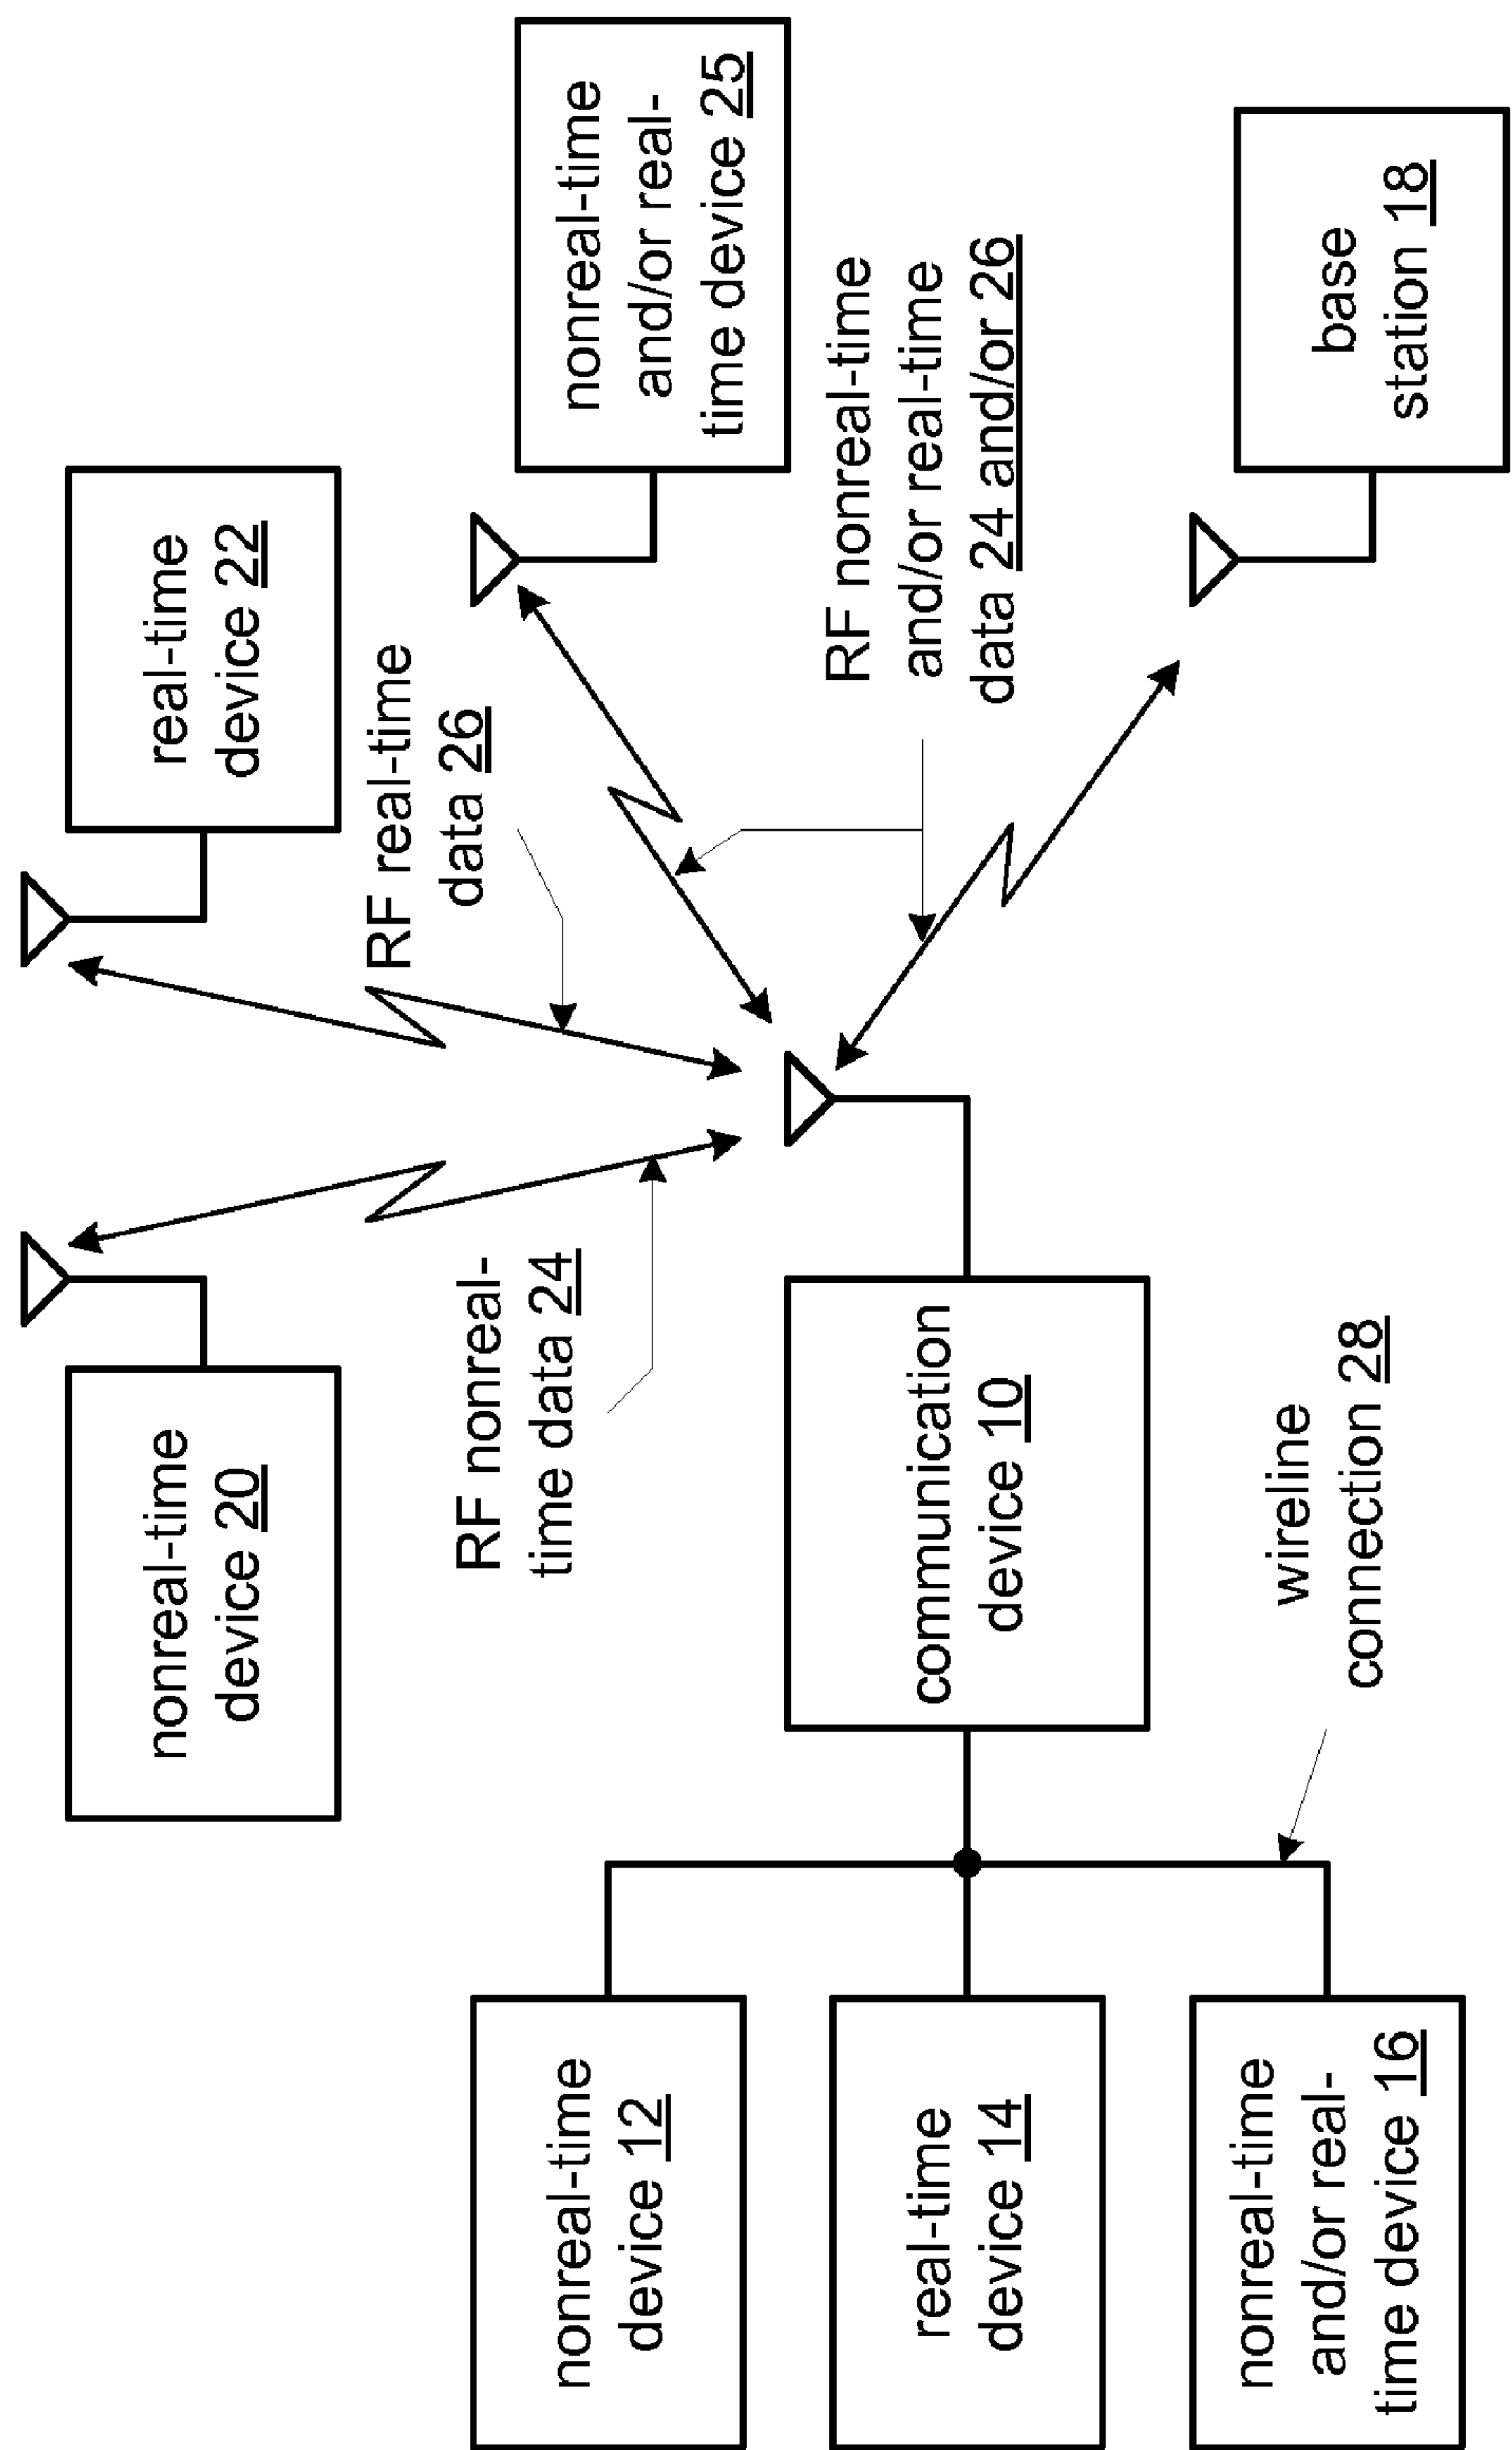 nonreal-time
device 20
real-time
device 22
RF real-time
data 26
RF nonreal-
time data 24
nonreal-time
and/or real-
time device 25
nonreal-time
device 12
real-time
device 14
nonreal-time
and/or real-
time device 16
communication
device 10
RF nonreal-time
and/or real-time
data 24 and/or 26
wireline
connection 28
base
station 18